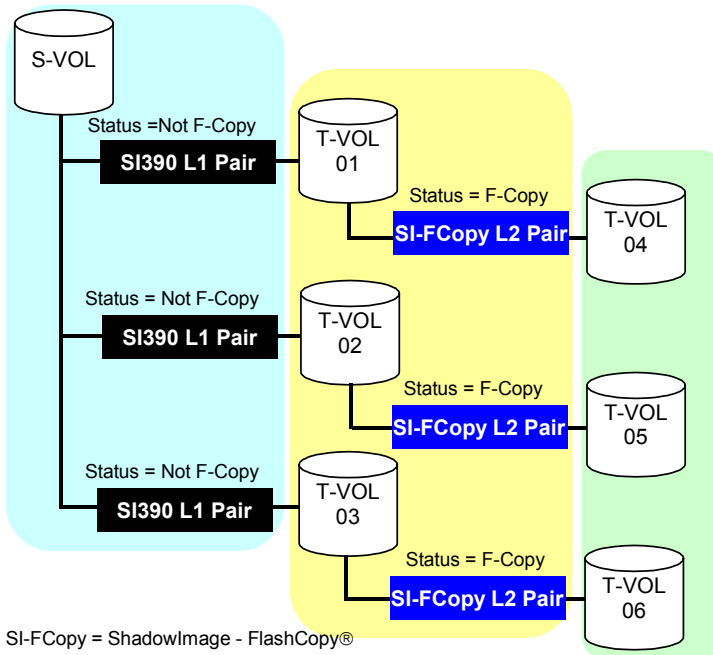 S-VOL
Status =Not F-Copy
SI390 L1 Pair
T-VOL
01
Status = F-Copy
SI-FCopy L2 Pair
T-VOL
04
Status = Not F-Copy
SI390 L1 Pair
T-VOL
02
Status = F-Copy
SI-FCopy L2 Pair
T-VOL
05
Status = Not F-Copy
SI390 L1 Pair
T-VOL
03
Status = F-Copy
SI-FCopy L2 Pair
T-VOL
06
SI-FCopy = ShadowImage - FlashCopy®